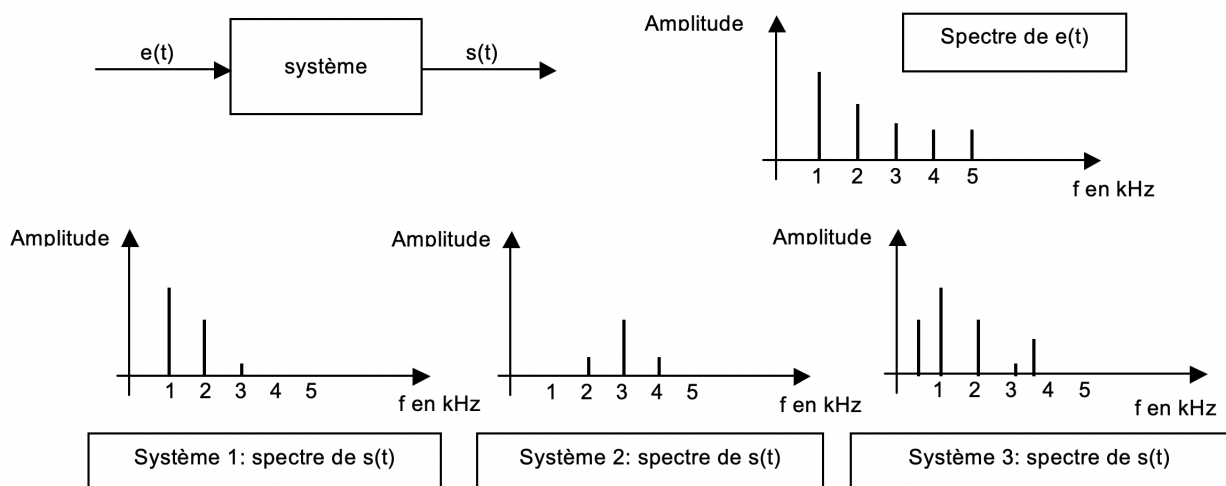 e(t)
système
s(t)
Amplitude
Spectre de e(t)
1 2 3 4 5
f en kHz
Amplitude
1 2 3 4 5
f en kHz
Système 1: spectre de s(t)
Amplitude
1 2 3 4 5
f en kHz
Système 2: spectre de s(t)
Amplitude
1 2 3 4 5
f en kHz
Système 3: spectre de s(t)